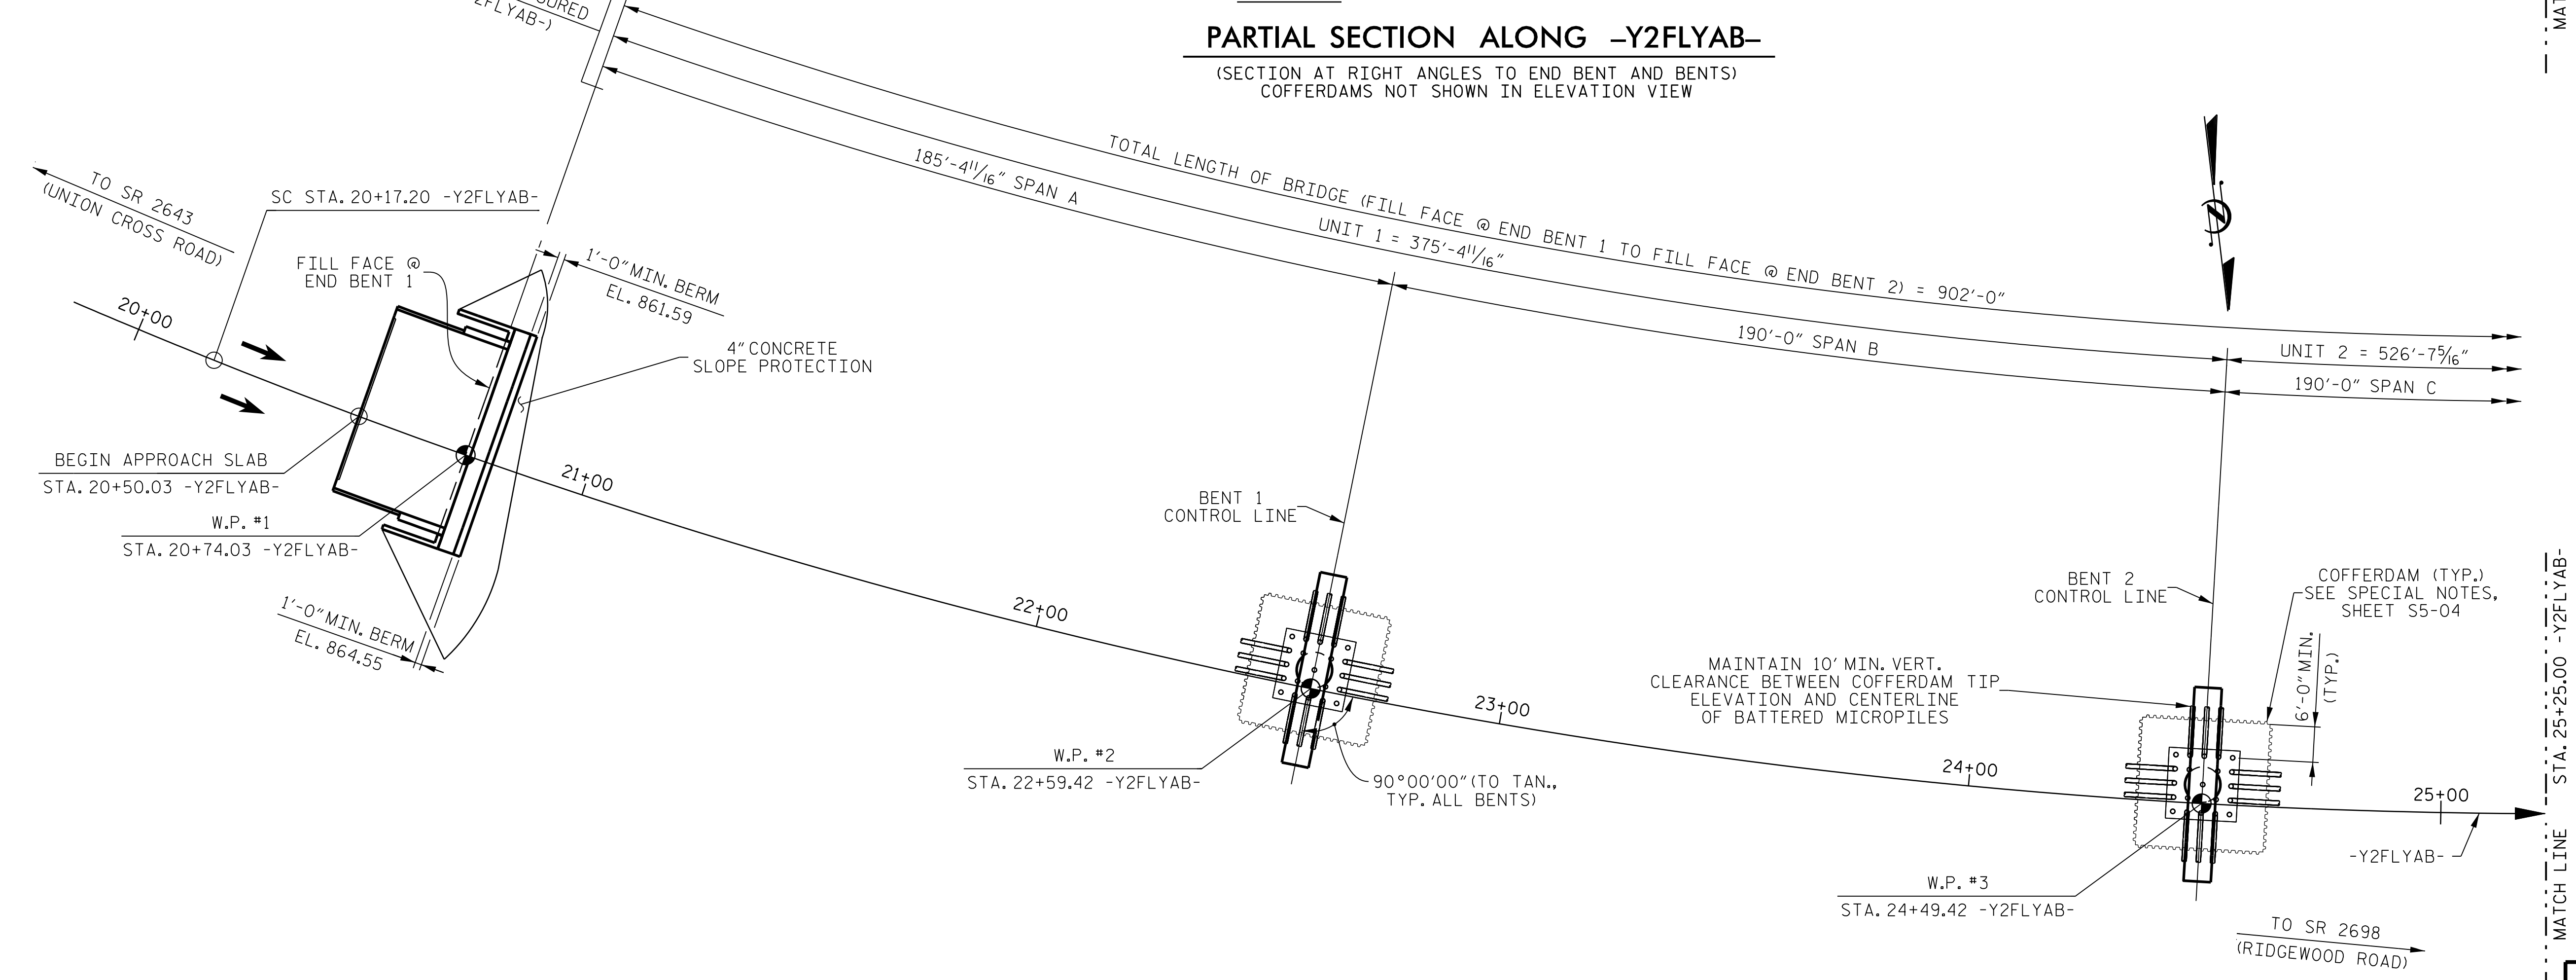 PARTIAL SECTION ALONG –Y2FLYAB–
(SECTION AT RIGHT ANGLES TO END BENT AND BENTS)
COFFERDAMS NOT SHOWN IN ELEVATION VIEW
TOTAL LENGTH OF BRIDGE (FILL FACE @ END BENT 1 TO FILL FACE @ END BENT 2) = 902'-0"
UNIT 1 = 375'-4 11/16"
UNIT 2 = 526'-7 5/16"
185'-4 11/16" SPAN A
190'-0" SPAN B
190'-0" SPAN C
TO SR 2643
(UNION CROSS ROAD)
SC STA. 20+17.20 -Y2FLYAB-
FILL FACE @
END BENT 1
1'-0" MIN. BERM
EL. 861.59
4" CONCRETE
SLOPE PROTECTION
20+00
BEGIN APPROACH SLAB
STA. 20+50.03 -Y2FLYAB-
W.P. #1
STA. 20+74.03 -Y2FLYAB-
1'-0" MIN. BERM
EL. 864.55
21+00
22+00
BENT 1
CONTROL LINE
W.P. #2
STA. 22+59.42 -Y2FLYAB-
90°00'00" (TO TAN.,
TYP. ALL BENTS)
23+00
MAINTAIN 10' MIN. VERT.
CLEARANCE BETWEEN COFFERDAM TIP
ELEVATION AND CENTERLINE
OF BATTERED MICROPILES
24+00
BENT 2
CONTROL LINE
COFFERDAM (TYP.)
SEE SPECIAL NOTES,
SHEET S5-04
6'-0" MIN.
(TYP.)
W.P. #3
STA. 24+49.42 -Y2FLYAB-
25+00
-Y2FLYAB-
TO SR 2698
(RIDGEWOOD ROAD)
MATCH LINE STA. 25+25.00 -Y2FLYAB-